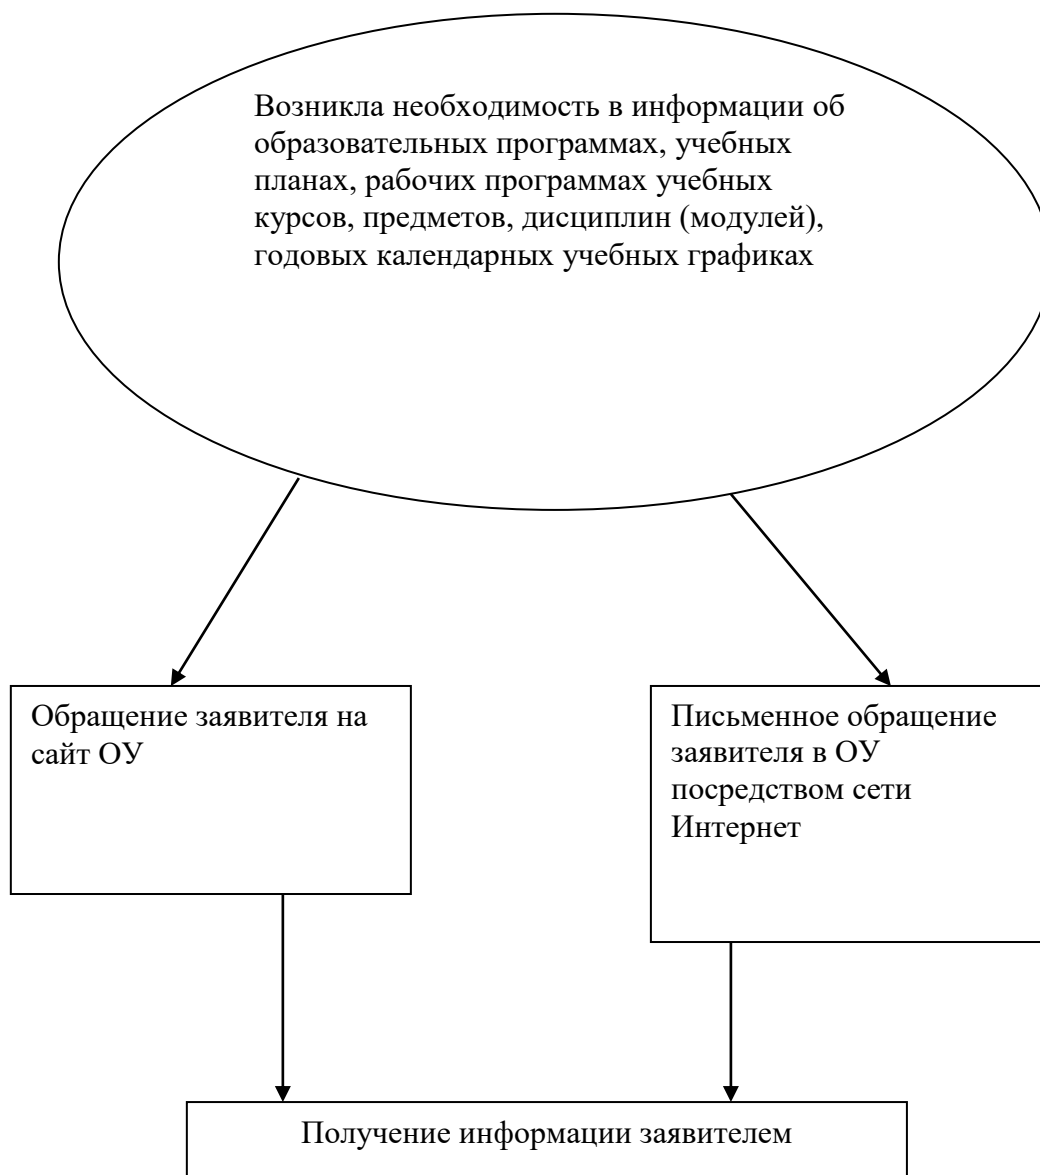 Возникла необходимость в информации об
образовательных программах, учебных
планах, рабочих программах учебных
курсов, предметов, дисциплин (модулей),
годовых календарных учебных графиках
Обращение заявителя на
сайт ОУ
Письменное обращение
заявителя в ОУ
посредством сети
Интернет
Получение информации заявителем